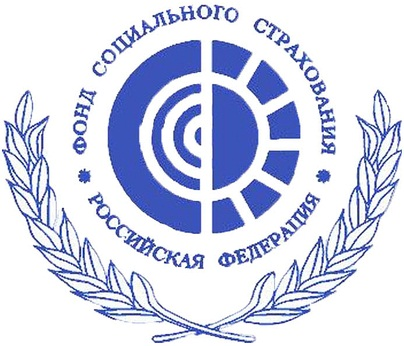 ФОНД СОЦИАЛЬНОГО СТРАХОВАНИЯ
РОССИЙСКАЯ ФЕДЕРАЦИЯ